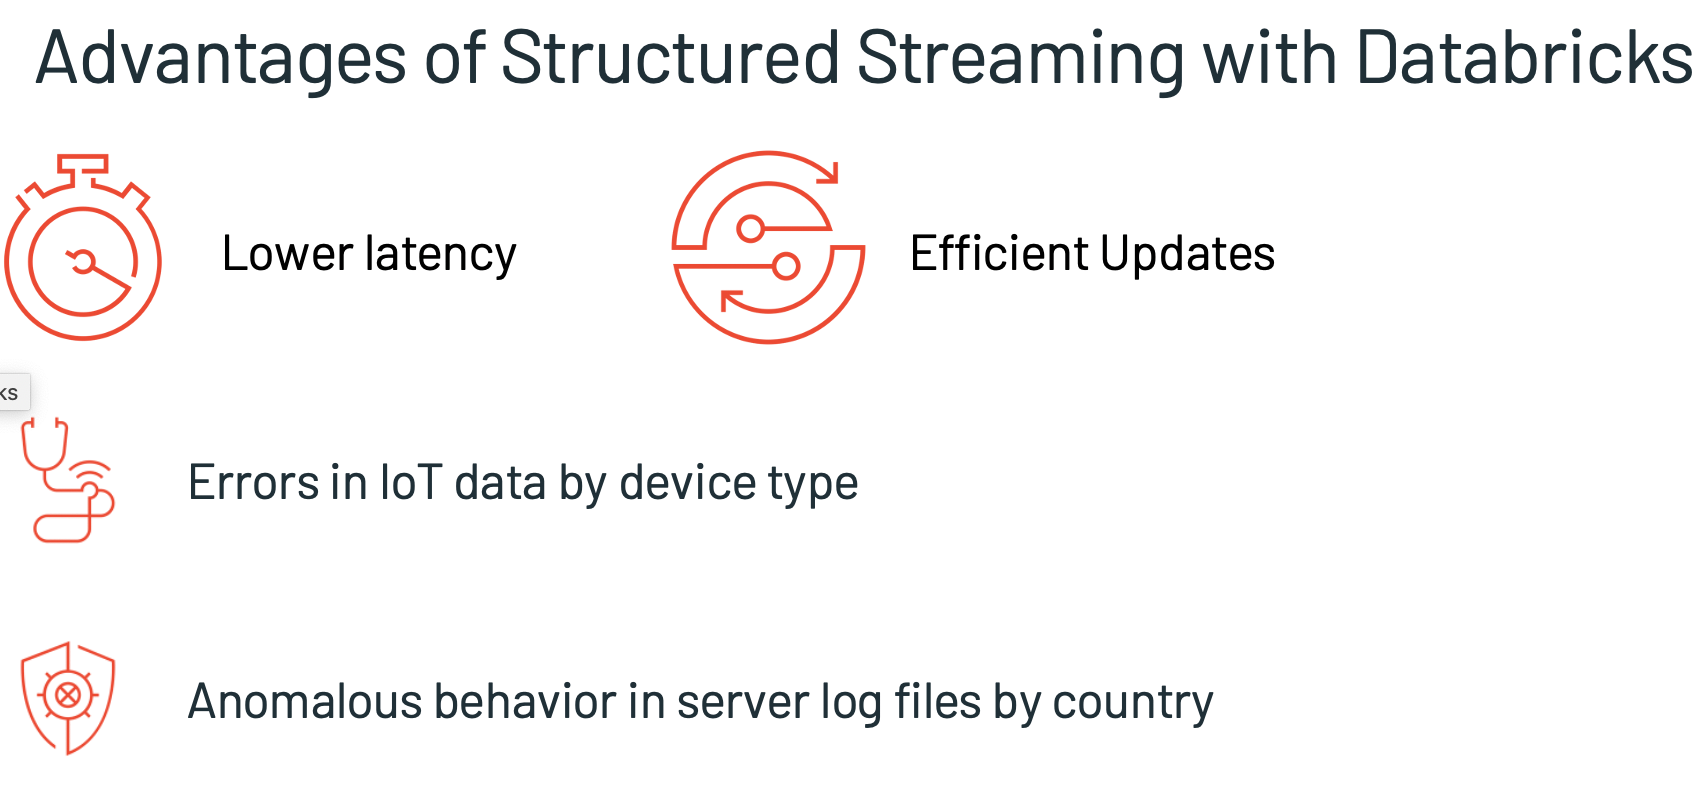 Advantages of Structured Streaming with Databricks
Lower latency
Efficient Updates
ks
Errors in IoT data by device type
Anomalous behavior in server log files by country